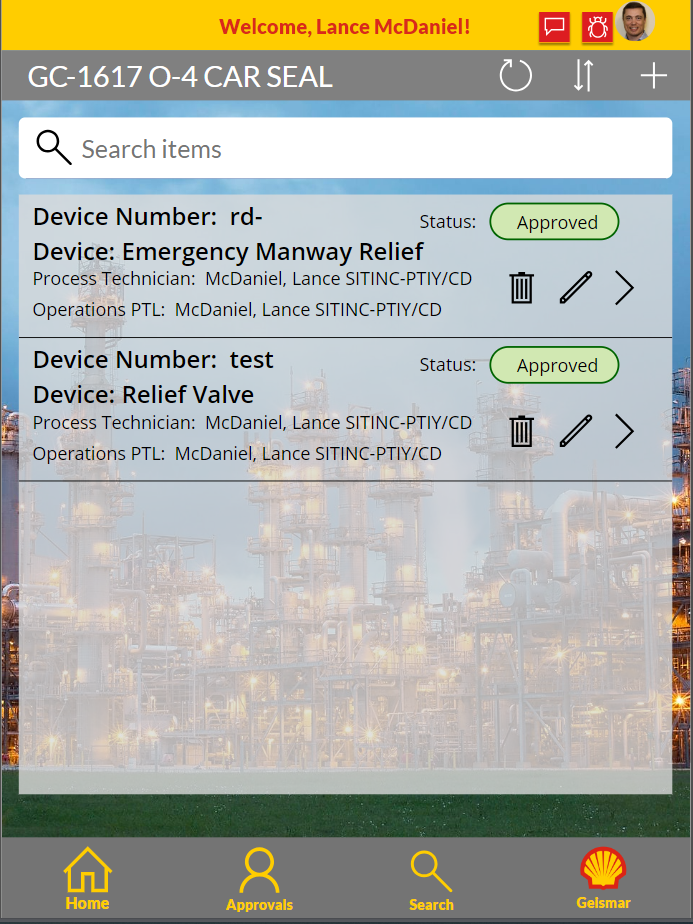 Welcome, Lance McDaniel!
GC-1617 O-4 CAR SEAL
Search items
Device Number: rd-
Status: Approved
Device: Emergency Manway Relief
Process Technician: McDaniel, Lance SITINC-PTIY/CD
Operations PTL: McDaniel, Lance SITINC-PTIY/CD
Device Number: test
Status: Approved
Device: Relief Valve
Process Technician: McDaniel, Lance SITINC-PTIY/CD
Operations PTL: McDaniel, Lance SITINC-PTIY/CD
Home
Approvals
Search
Geismar